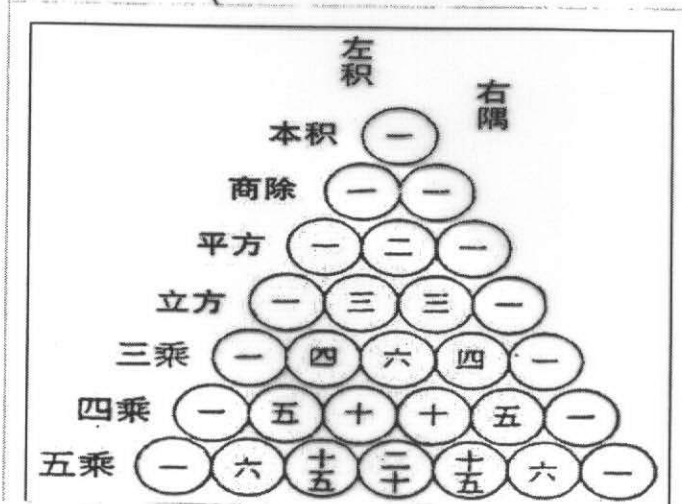 左积
右隅
本积 一
商除 一 一
平方 一 二 一
立方 一 三 三 一
三乘 一 四 六 四 一
四乘 一 五 十 十 五 一
五乘 一 六 十五 二十 十五 六 一